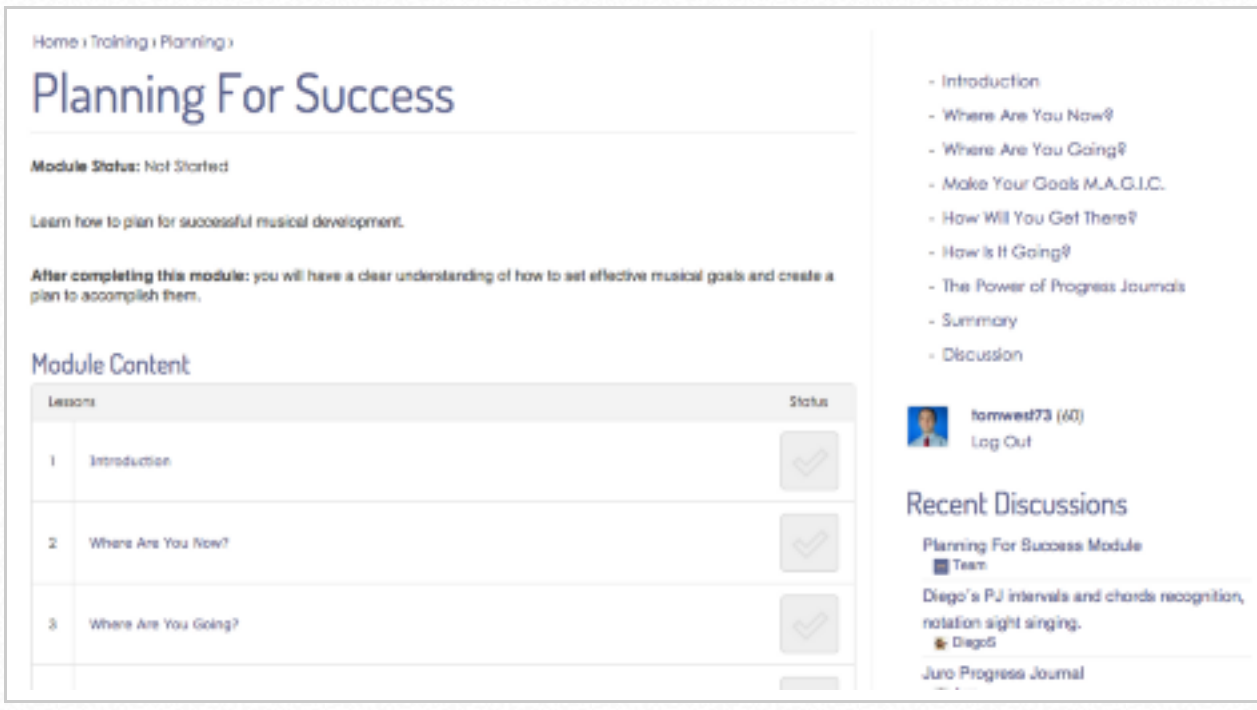 Home › Training › Planning ›
Planning For Success
Module Status: Not Started
Learn how to plan for successful musical development.
After completing this module: you will have a clear understanding of how to set effective musical goals and create a
plan to accomplish them.
Module Content
Lessons Status
1 Introduction
2 Where Are You Now?
3 Where Are You Going?
- Introduction
- Where Are You Now?
- Where Are You Going?
- Make Your Goals M.A.G.I.C.
- How Will You Get There?
- How Is It Going?
- The Power of Progress Journals
- Summary
- Discussion
tomwest73 (60)
Log Out
Recent Discussions
Planning For Success Module
Team
Diego's PJ intervals and chords recognition,
notation sight singing.
DiegoS
Juro Progress Journal